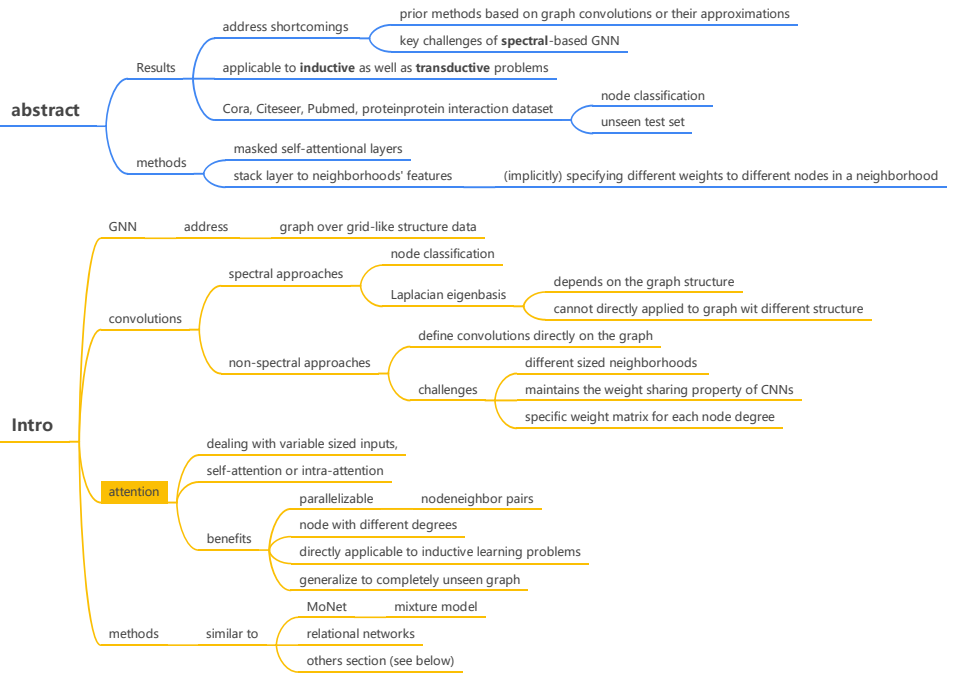 abstract
Results
address shortcomings
prior methods based on graph convolutions or their approximations
key challenges of spectral-based GNN
applicable to inductive as well as transductive problems
Cora, Citeseer, Pubmed, proteinprotein interaction dataset
node classification
unseen test set
methods
masked self-attentional layers
stack layer to neighborhoods' features
(implicitly) specifying different weights to different nodes in a neighborhood
Intro
GNN
address
graph over grid-like structure data
convolutions
spectral approaches
node classification
Laplacian eigenbasis
depends on the graph structure
cannot directly applied to graph wit different structure
non-spectral approaches
define convolutions directly on the graph
challenges
different sized neighborhoods
maintains the weight sharing property of CNNs
specific weight matrix for each node degree
attention
dealing with variable sized inputs,
self-attention or intra-attention
benefits
parallelizable
nodeneighbor pairs
node with different degrees
directly applicable to inductive learning problems
generalize to completely unseen graph
methods
similar to
MoNet
mixture model
relational networks
others section (see below)